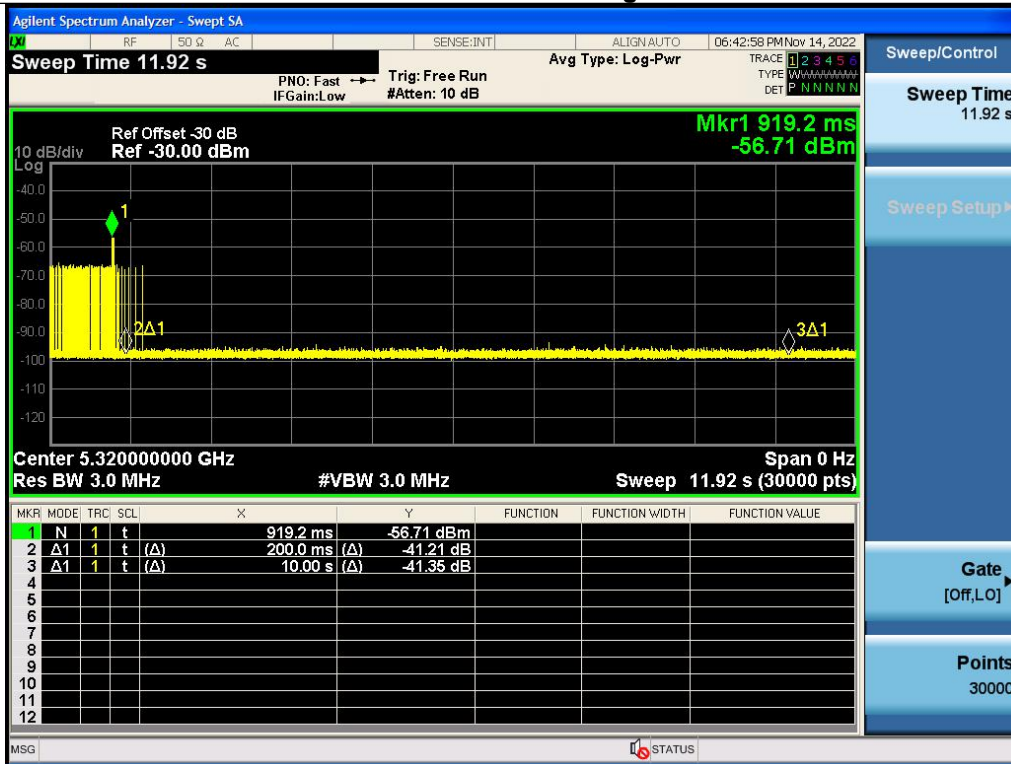 Agilent Spectrum Analyzer - Swept SA
LXI RF 50 Ω AC SENSE:INT ALIGN AUTO 06:42:58 PM Nov 14, 2022
Sweep Time 11.92 s
PNO: Fast
IFGain:Low
Trig: Free Run
#Atten: 10 dB
Avg Type: Log-Pwr
TRACE 1 2 3 4 5 6
TYPE WWWWWW
DET P N N N N N
Mkr1 919.2 ms
-56.71 dBm
Ref Offset -30 dB
10 dB/div Ref -30.00 dBm
Log
-40.0
-50.0
-60.0
-70.0
-80.0
-90.0
-100
-110
-120
1
2Δ1
3Δ1
Center 5.320000000 GHz Span 0 Hz
Res BW 3.0 MHz #VBW 3.0 MHz Sweep 11.92 s (30000 pts)
MKR MODE TRC SCL X Y FUNCTION FUNCTION WIDTH FUNCTION VALUE
1 N 1 t 919.2 ms -56.71 dBm
2 Δ1 1 t (Δ) 200.0 ms (Δ) -41.21 dB
3 Δ1 1 t (Δ) 10.00 s (Δ) -41.35 dB
4
5
6
7
8
9
10
11
12
MSG STATUS
Sweep/Control
Sweep Time
11.92 s
Sweep Setup
Gate
[Off,LO]
Points
30000